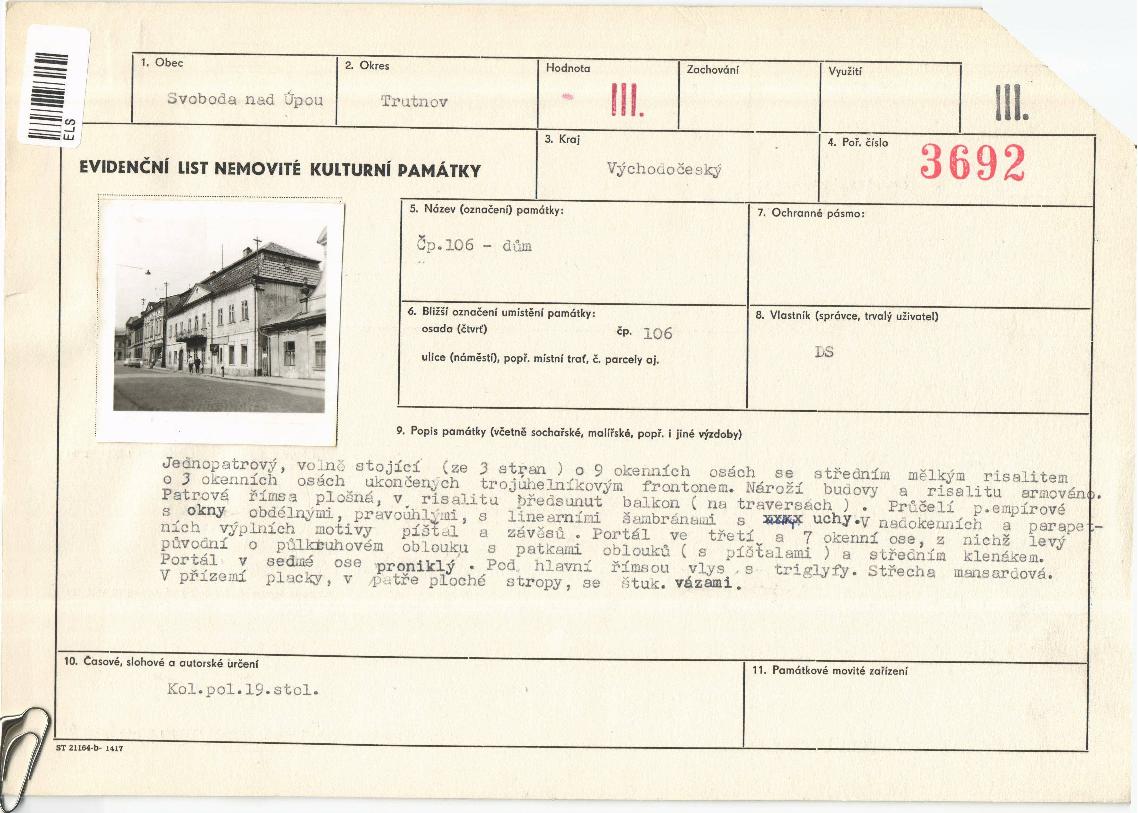 ELS
1. Obec
Svoboda nad Úpou
2. Okres
Trutnov
Hodnota
III.
Zachování
Využití
III.
EVIDENČNÍ LIST NEMOVITÉ KULTURNÍ PAMÁTKY
3. Kraj
Východočeský
4. Poř. číslo
3692
5. Název (označení) památky:
Čp.106 - dům
7. Ochranné pásmo:
6. Bližší označení umístění památky:
osada (čtvrť)
čp. 106
ulice (náměstí), popř. místní trať, č. parcely aj.
8. Vlastník (správce, trvalý uživatel)
DS
9. Popis památky (včetně sochařské, malířské, popř. i jiné výzdoby)
Jednopatrový, volně stojící (ze 3 stran ) o 9 okenních osách se středním mělkým risalitem
o 3 okenních osách ukončených trojúhelníkovým frontonem. Nároží budovy a risalitu armováno.
Patrová římsa plošná, v risalitu předsunut balkon ( na traversách ) . Průčelí p.empírové
s okny obdélnými, pravoúhlými, s linearními šambránami s uchy.V nadokenních a parapet-
ních výplních motivy píštal a závěsů . Portál ve třetí a 7 okenní ose, z nichž levý
původní o půlkruhovém oblouku s patkami oblouků ( s píštalami ) a středním klenákem.
Portál v sedmé ose proniklý . Pod hlavní římsou vlys s triglyfy. Střecha mansardová.
V přízemí placky, v patře ploché stropy, se štuk. vázami.
10. Časové, slohové a autorské určení
Kol.pol.19.stol.
11. Památkové movité zařízení
ST 21164-b- 1417